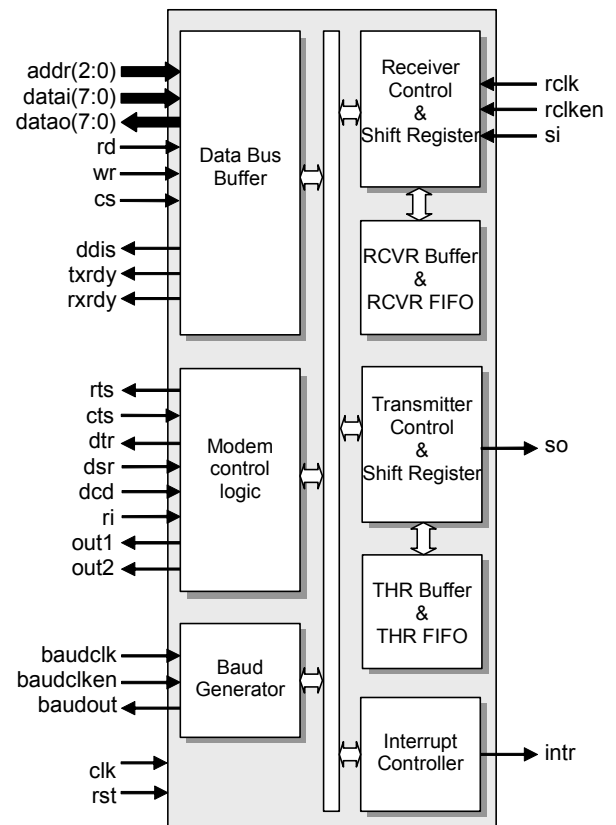 addr(2:0)
datai(7:0)
datao(7:0)
rd
wr
cs
ddis
txrdy
rxrdy
Data Bus
Buffer
rts
cts
dtr
dsr
dcd
ri
out1
out2
Modem
control
logic
baudclk
baudclken
baudout
Baud
Generator
clk
rst
Receiver
Control
&
Shift Register
rclk
rclken
si
RCVR Buffer
&
RCVR FIFO
Transmitter
Control
&
Shift Register
so
THR Buffer
&
THR FIFO
Interrupt
Controller
intr